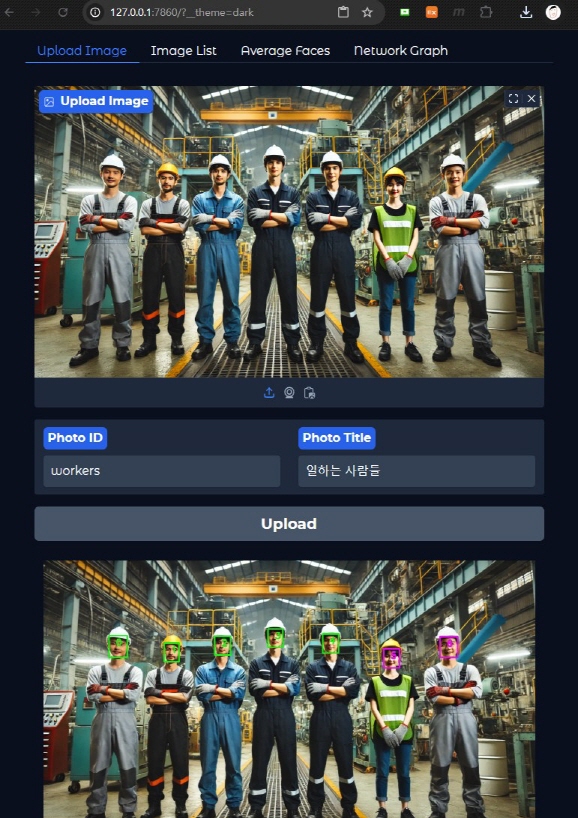 127.0.0.1:7860/?__theme=dark
Upload Image
Image List
Average Faces
Network Graph
Upload Image
Photo ID
Photo Title
workers
일하는 사람들
Upload